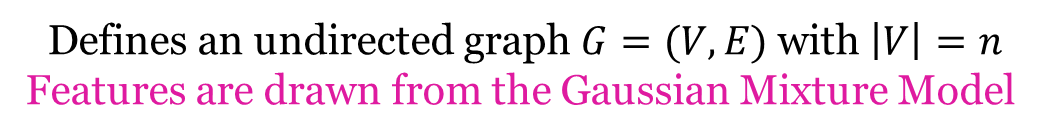 Defines an undirected graph 𝐺 = (𝑉, 𝐸) with |𝑉| = 𝑛
Features are drawn from the Gaussian Mixture Model